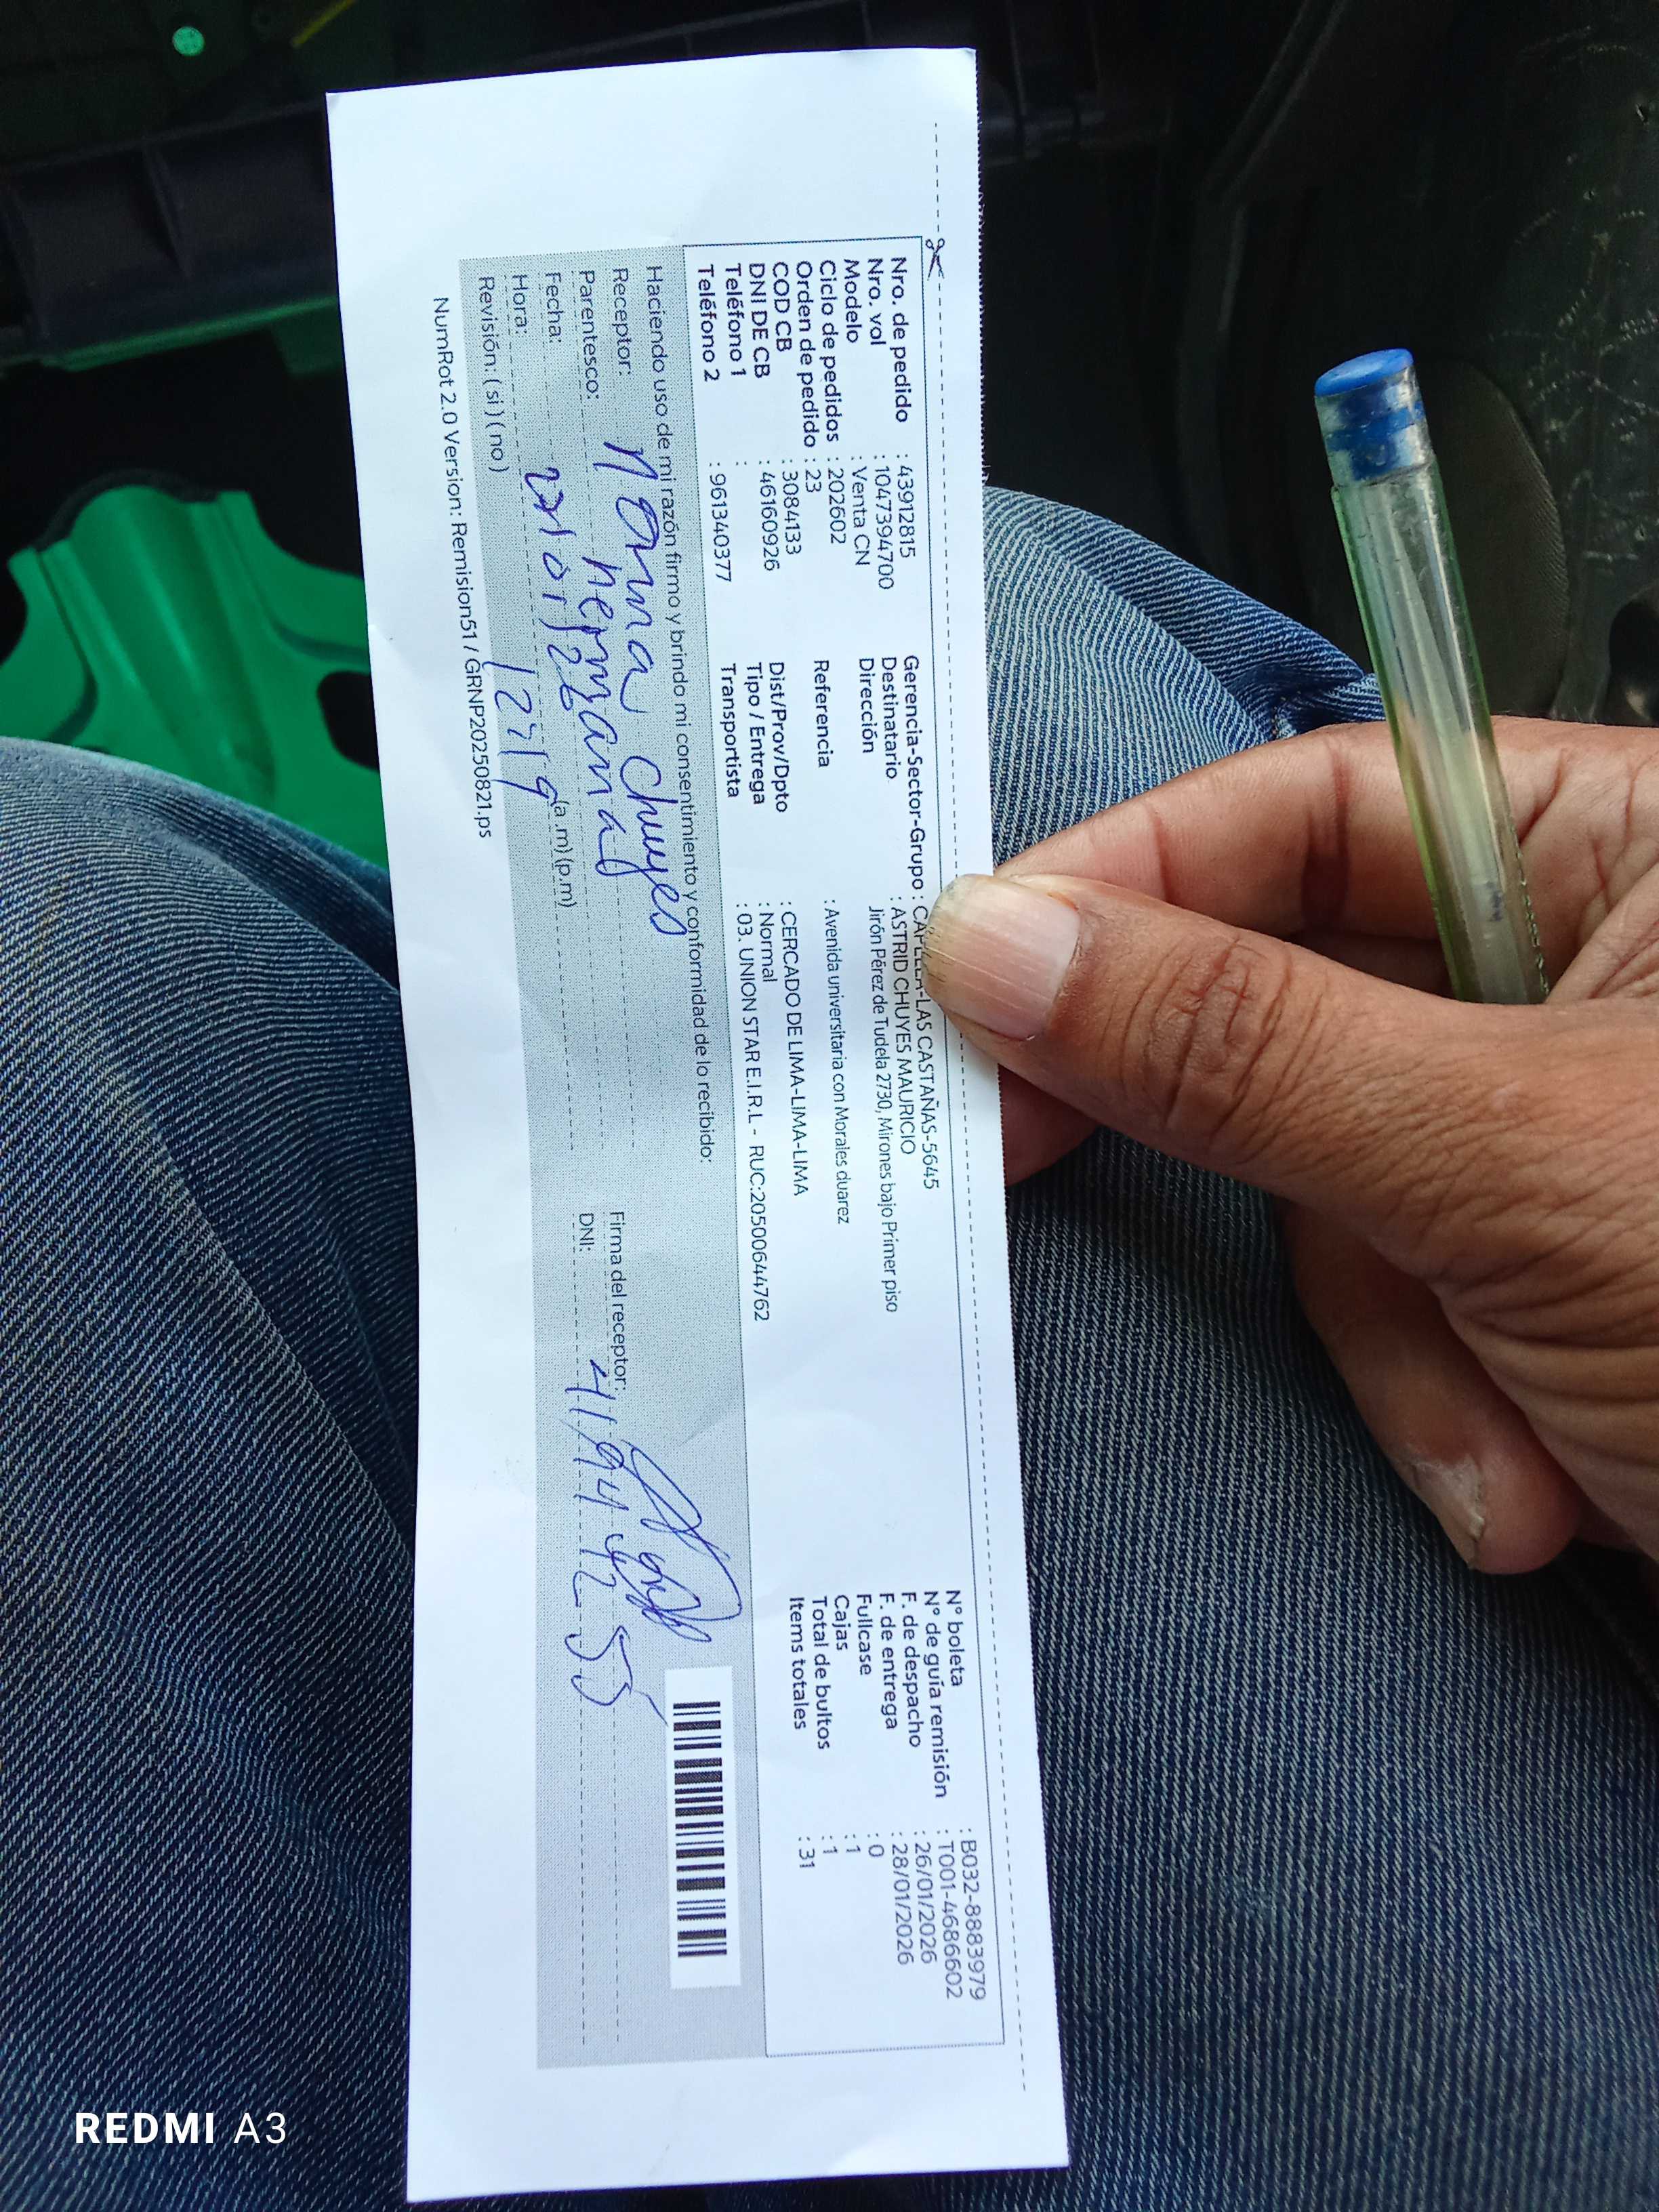 Nro. de pedido : 43912815
Nro. vol : 1047394700
Modelo : Venta CN
Ciclo de pedidos : 202602
Orden de pedido : 23
COD CB : 3084133
DNI DE CB : 46160926
Teléfono 1 :
Teléfono 2 : 961340377
Gerencia-Sector-Grupo : CAPELLA-LAS CASTAÑAS-5645
Destinatario : ASTRID CHUYES MAURICIO
Dirección Jirón Pérez de Tudela 2730, Mirones bajo Primer piso
Referencia : Avenida universitaria con Morales duarez
Dist/Prov/Dpto : CERCADO DE LIMA-LIMA-LIMA
Tipo / Entrega : Normal
Transportista : 03. UNION STAR E.I.R.L - RUC:20500644762
N° boleta : B032-8883979
N° de guía remisión : T001-4686602
F. de despacho : 26/01/2026
F. de entrega : 28/01/2026
Fullcase : 0
Cajas : 1
Total de bultos : 1
Items totales : 31
Haciendo uso de mi razón firmo y brindo mi consentimiento y conformidad de lo recibido:
Receptor: Norma Chuyes
Parentesco: hermana
Fecha:
Hora: (a.m) (p.m)
Revisión: ( si ) ( no )
Firma del receptor:
DNI:
NumRot 2.0 Version: Remision51 / GRNP20250821.ps
REDMI A3